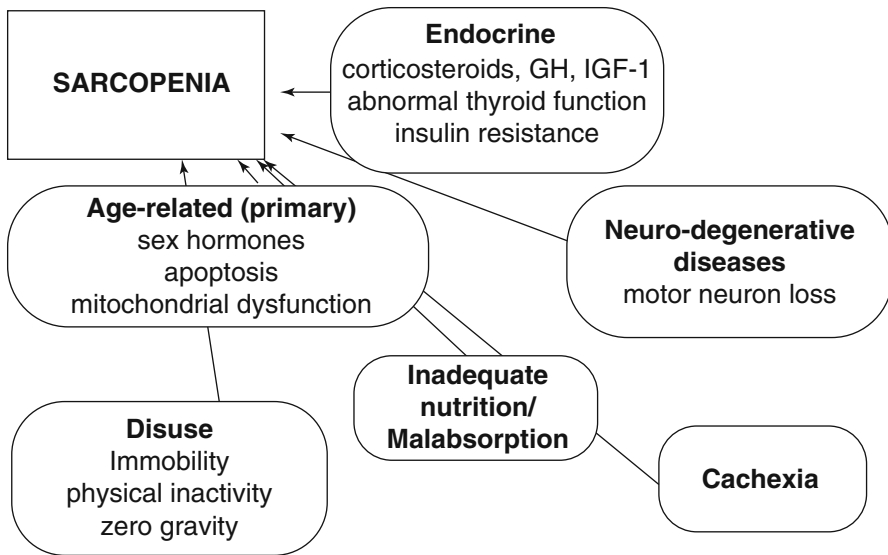 SARCOPENIA
Endocrine
corticosteroids, GH, IGF-1
abnormal thyroid function
insulin resistance
Age-related (primary)
sex hormones
apoptosis
mitochondrial dysfunction
Neuro-degenerative
diseases
motor neuron loss
Inadequate
nutrition/
Malabsorption
Disuse
Immobility
physical inactivity
zero gravity
Cachexia